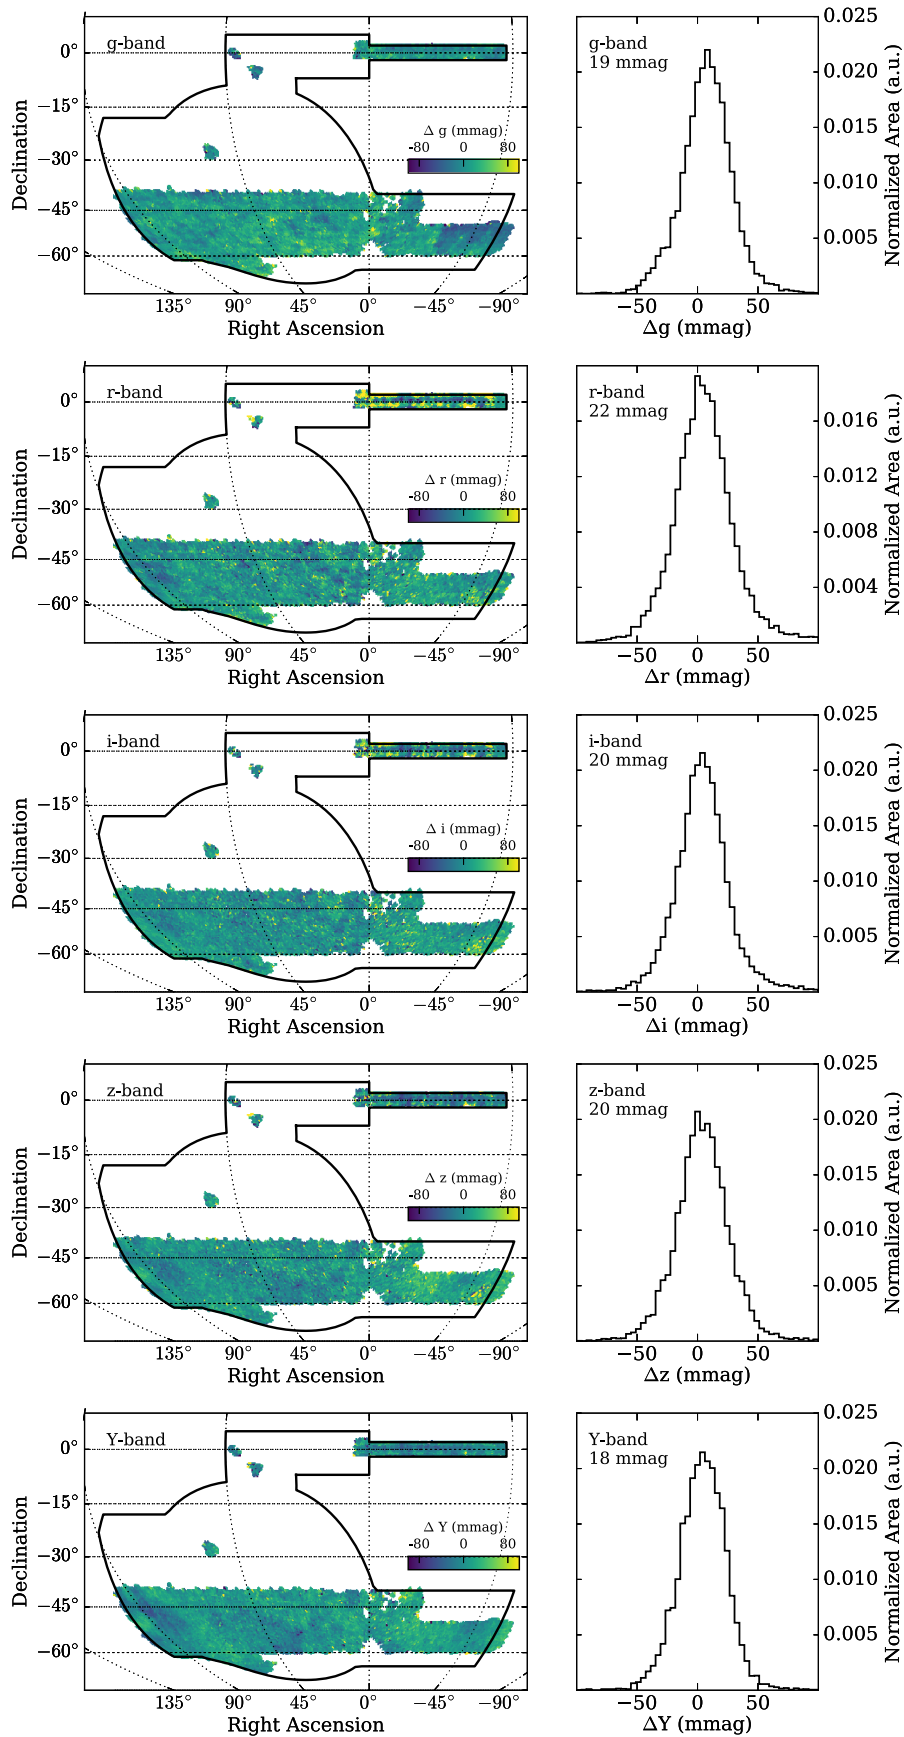 g-band
0°
−15°
−30°
−45°
−60°
Declination
Δ g (mmag)
-80 0 80
135° 90° 45° 0° −45° −90°
Right Ascension
g-band
19 mmag
0.025
0.020
0.015
0.010
0.005
Normalized Area (a.u.)
−50 0 50
Δg (mmag)
r-band
0°
−15°
−30°
−45°
−60°
Declination
Δ r (mmag)
-80 0 80
135° 90° 45° 0° −45° −90°
Right Ascension
r-band
22 mmag
0.016
0.012
0.008
0.004
Normalized Area (a.u.)
−50 0 50
Δr (mmag)
i-band
0°
−15°
−30°
−45°
−60°
Declination
Δ i (mmag)
-80 0 80
135° 90° 45° 0° −45° −90°
Right Ascension
i-band
20 mmag
0.025
0.020
0.015
0.010
0.005
Normalized Area (a.u.)
−50 0 50
Δi (mmag)
z-band
0°
−15°
−30°
−45°
−60°
Declination
Δ z (mmag)
-80 0 80
135° 90° 45° 0° −45° −90°
Right Ascension
z-band
20 mmag
0.025
0.020
0.015
0.010
0.005
Normalized Area (a.u.)
−50 0 50
Δz (mmag)
Y-band
0°
−15°
−30°
−45°
−60°
Declination
Δ Y (mmag)
-80 0 80
135° 90° 45° 0° −45° −90°
Right Ascension
Y-band
18 mmag
0.025
0.020
0.015
0.010
0.005
Normalized Area (a.u.)
−50 0 50
ΔY (mmag)